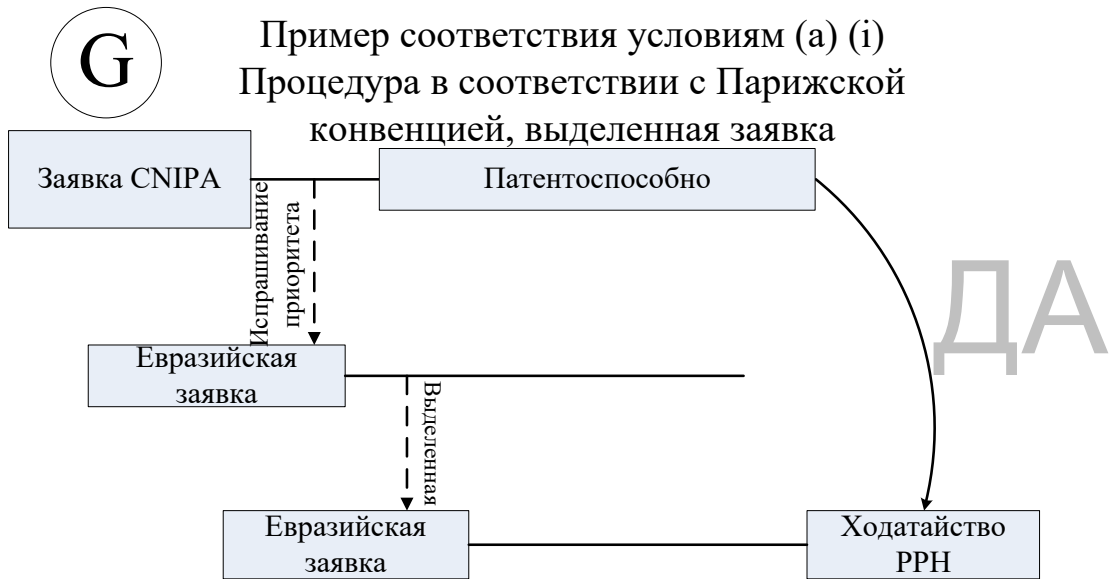 G
Пример соответствия условиям (a) (i)
Процедура в соответствии с Парижской
конвенцией, выделенная заявка
Заявка CNIPA
Патентоспособно
Испрашивание
приоритета
ДА
Евразийская
заявка
Выделенная
Евразийская
заявка
Ходатайство
PPH